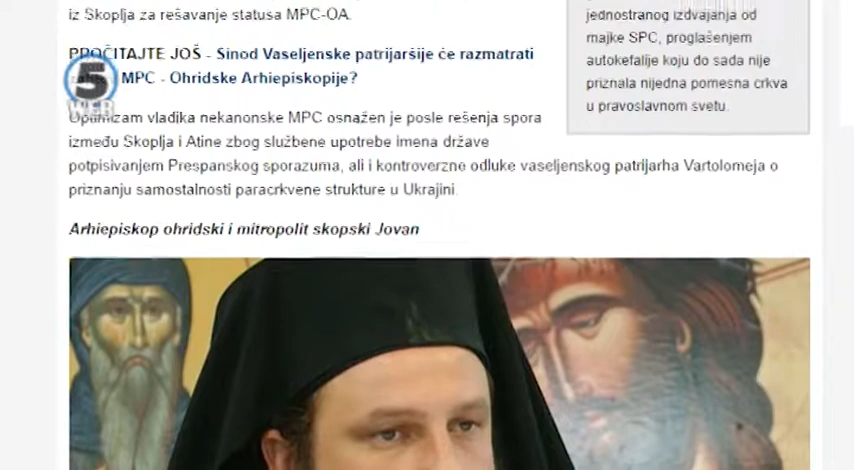 iz Skoplja za rešavanje statusa MPC-OA.
PROČITAJTE JOŠ - Sinod Vaseljenske patrijaršije će razmatrati
MPC - Ohridske Arhiepiskopije?
Optimizam vladika nekanonske MPC osnažen je posle rešenja spora
između Skoplja i Atine zbog službene upotrebe imena države
potpisivanjem Prespanskog sporazuma, ali i kontroverzne odluke vaseljenskog patrijarha Vartolomeja o
priznanju samostalnosti paracrkvene strukture u Ukrajini.
Arhiepiskop ohridski i mitropolit skopski Jovan
jednostranog izdvajanja od
majke SPC, proglašenjem
autokefalije koju do sada nije
priznala nijedna pomesna crkva
u pravoslavnom svetu.
5
WEB